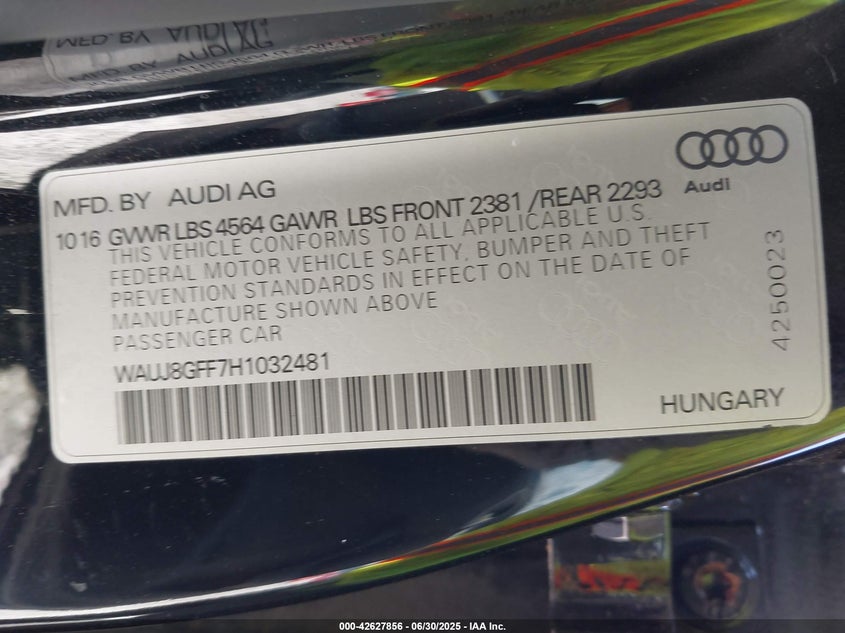 MFD. BY AUDI AG
Audi
10 16 GVWR LBS 4564 GAWR LBS FRONT 2381 /REAR 2293
THIS VEHICLE CONFORMS TO ALL APPLICABLE U.S.
FEDERAL MOTOR VEHICLE SAFETY, BUMPER AND THEFT
PREVENTION STANDARDS IN EFFECT ON THE DATE OF
MANUFACTURE SHOWN ABOVE
PASSENGER CAR
WAUJ8GFF7H1032481
HUNGARY
4250023
000-42627856 - 06/30/2025 - IAA Inc.